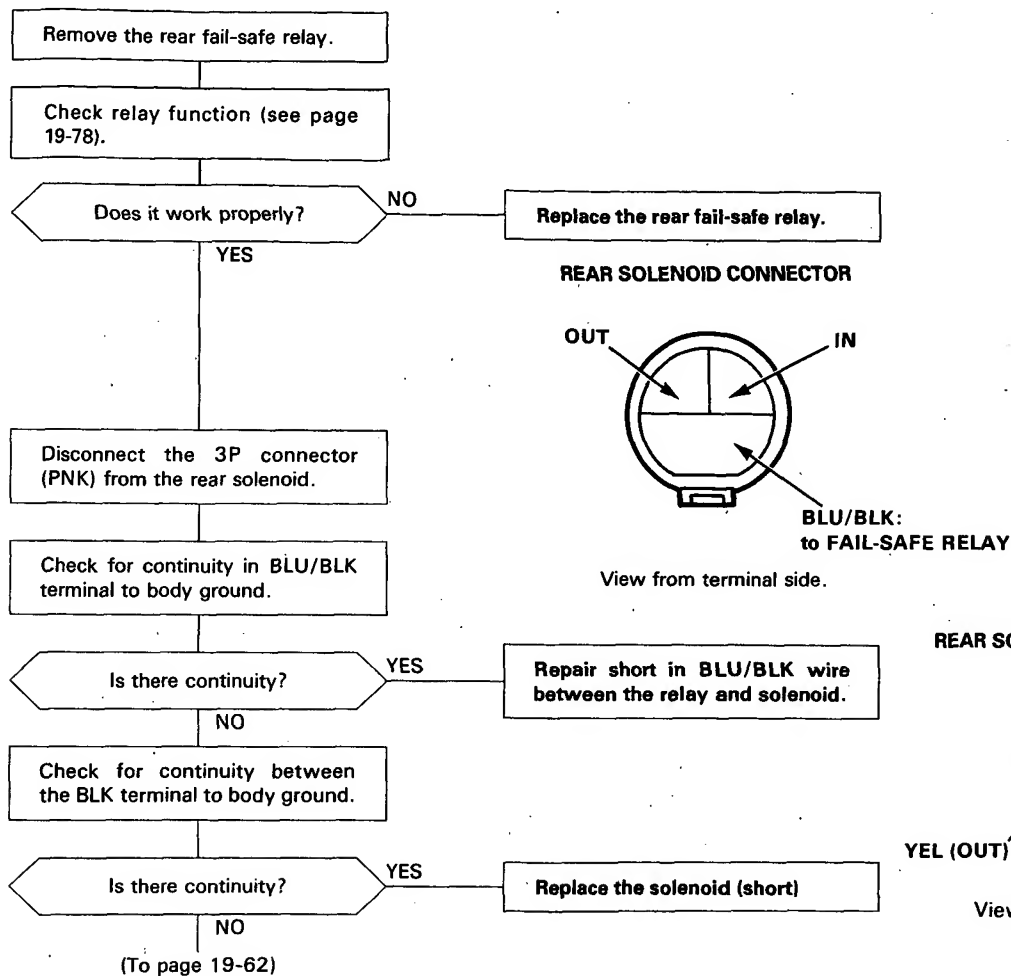 Remove the rear fail-safe relay.
Check relay function (see page
19-78).
Does it work properly?
NO
Replace the rear fail-safe relay.
YES
REAR SOLENOID CONNECTOR
OUT
IN
Disconnect the 3P connector
(PNK) from the rear solenoid.
BLU/BLK:
to FAIL-SAFE RELAY
Check for continuity in BLU/BLK
terminal to body ground.
View from terminal side.
REAR SO
Is there continuity?
YES
Repair short in BLU/BLK wire
between the relay and solenoid.
NO
Check for continuity between
the BLK terminal to body ground.
YEL (OUT)
Is there continuity?
YES
Replace the solenoid (short)
View
NO
(To page 19-62)